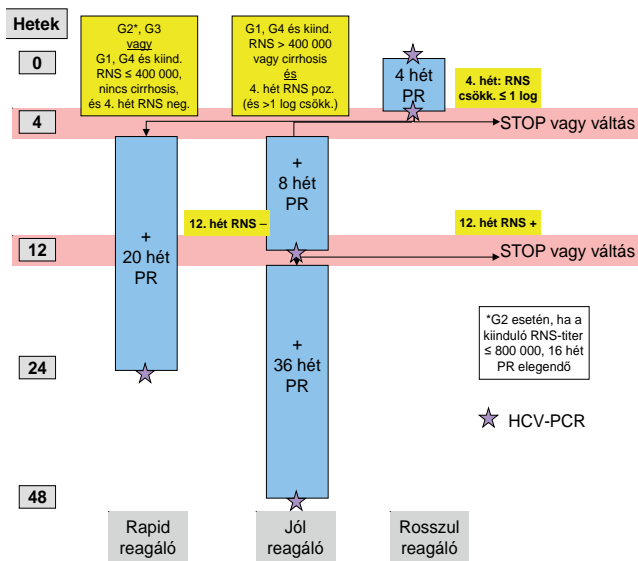 Hetek
0
4
12
24
48
G2*, G3
vagy
G1, G4 és kiind.
RNS ≤ 400 000,
nincs cirrhosis,
és 4. hét RNS neg.
G1, G4 és kiind.
RNS > 400 000
vagy cirrhosis
és
4. hét RNS poz.
(és >1 log csökk.)
4 hét
PR
4. hét: RNS
csökk. ≤ 1 log
STOP vagy váltás
+
8 hét
PR
12. hét RNS –
12. hét RNS +
+
20 hét
PR
STOP vagy váltás
+
36 hét
PR
*G2 esetén, ha a
kiinduló RNS-titer
≤ 800 000, 16 hét
PR elegendő
HCV-PCR
Rapid
reagáló
Jól
reagáló
Rosszul
reagáló